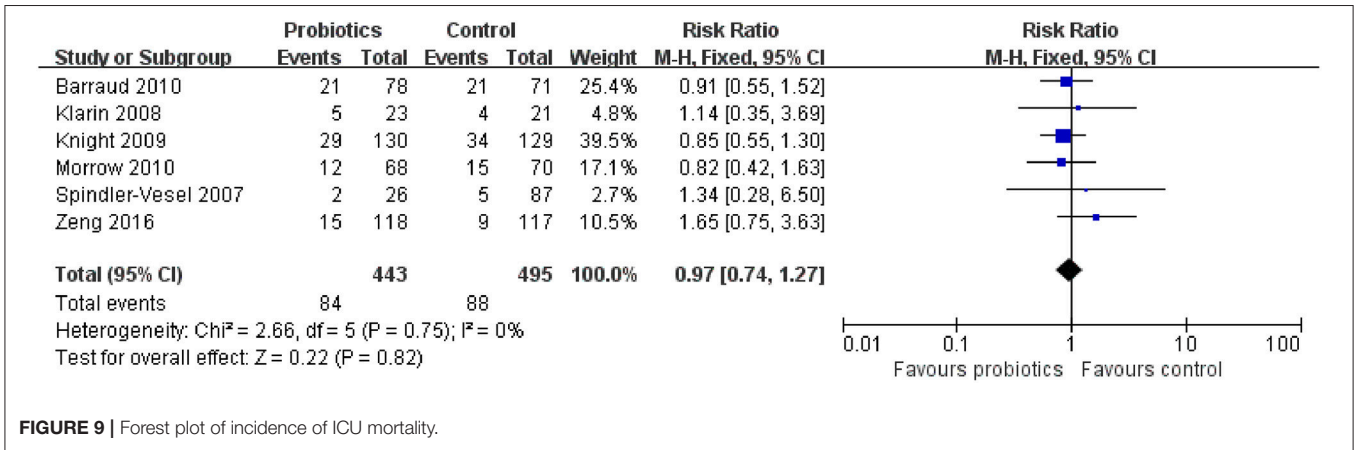 Probiotics Control Risk Ratio Risk Ratio
Study or Subgroup Events Total Events Total Weight M-H, Fixed, 95% CI M-H, Fixed, 95% CI
Barraud 2010 21 78 21 71 25.4% 0.91 [0.55, 1.52]
Klarin 2008 5 23 4 21 4.8% 1.14 [0.35, 3.69]
Knight 2009 29 130 34 129 39.5% 0.85 [0.55, 1.30]
Morrow 2010 12 68 15 70 17.1% 0.82 [0.42, 1.63]
Spindler-Vesel 2007 2 26 5 87 2.7% 1.34 [0.28, 6.50]
Zeng 2016 15 118 9 117 10.5% 1.65 [0.75, 3.63]
Total (95% CI) 443 495 100.0% 0.97 [0.74, 1.27]
Total events 84 88
Heterogeneity: Chi² = 2.66, df = 5 (P = 0.75); I² = 0%
Test for overall effect: Z = 0.22 (P = 0.82)
0.01 0.1 1 10 100
Favours probiotics Favours control
FIGURE 9 | Forest plot of incidence of ICU mortality.